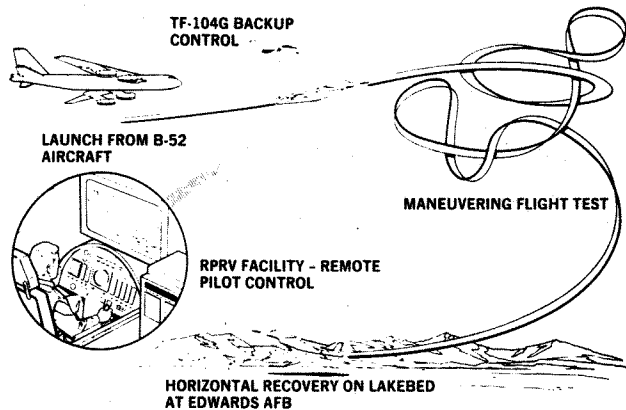 TF-104G BACKUP
CONTROL
LAUNCH FROM B-52
AIRCRAFT
MANEUVERING FLIGHT TEST
RPRV FACILITY - REMOTE
PILOT CONTROL
HORIZONTAL RECOVERY ON LAKEBED
AT EDWARDS AFB